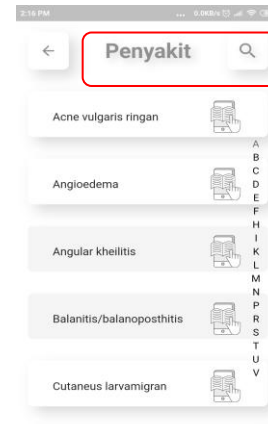 2:16 PM ... 0.0KB/s
Penyakit
Acne vulgaris ringan
Angioedema
Angular kheilitis
Balanitis/balanoposthitis
Cutaneus larvamigran
A
B
C
D
E
F
H
I
K
L
M
N
P
R
S
T
U
V